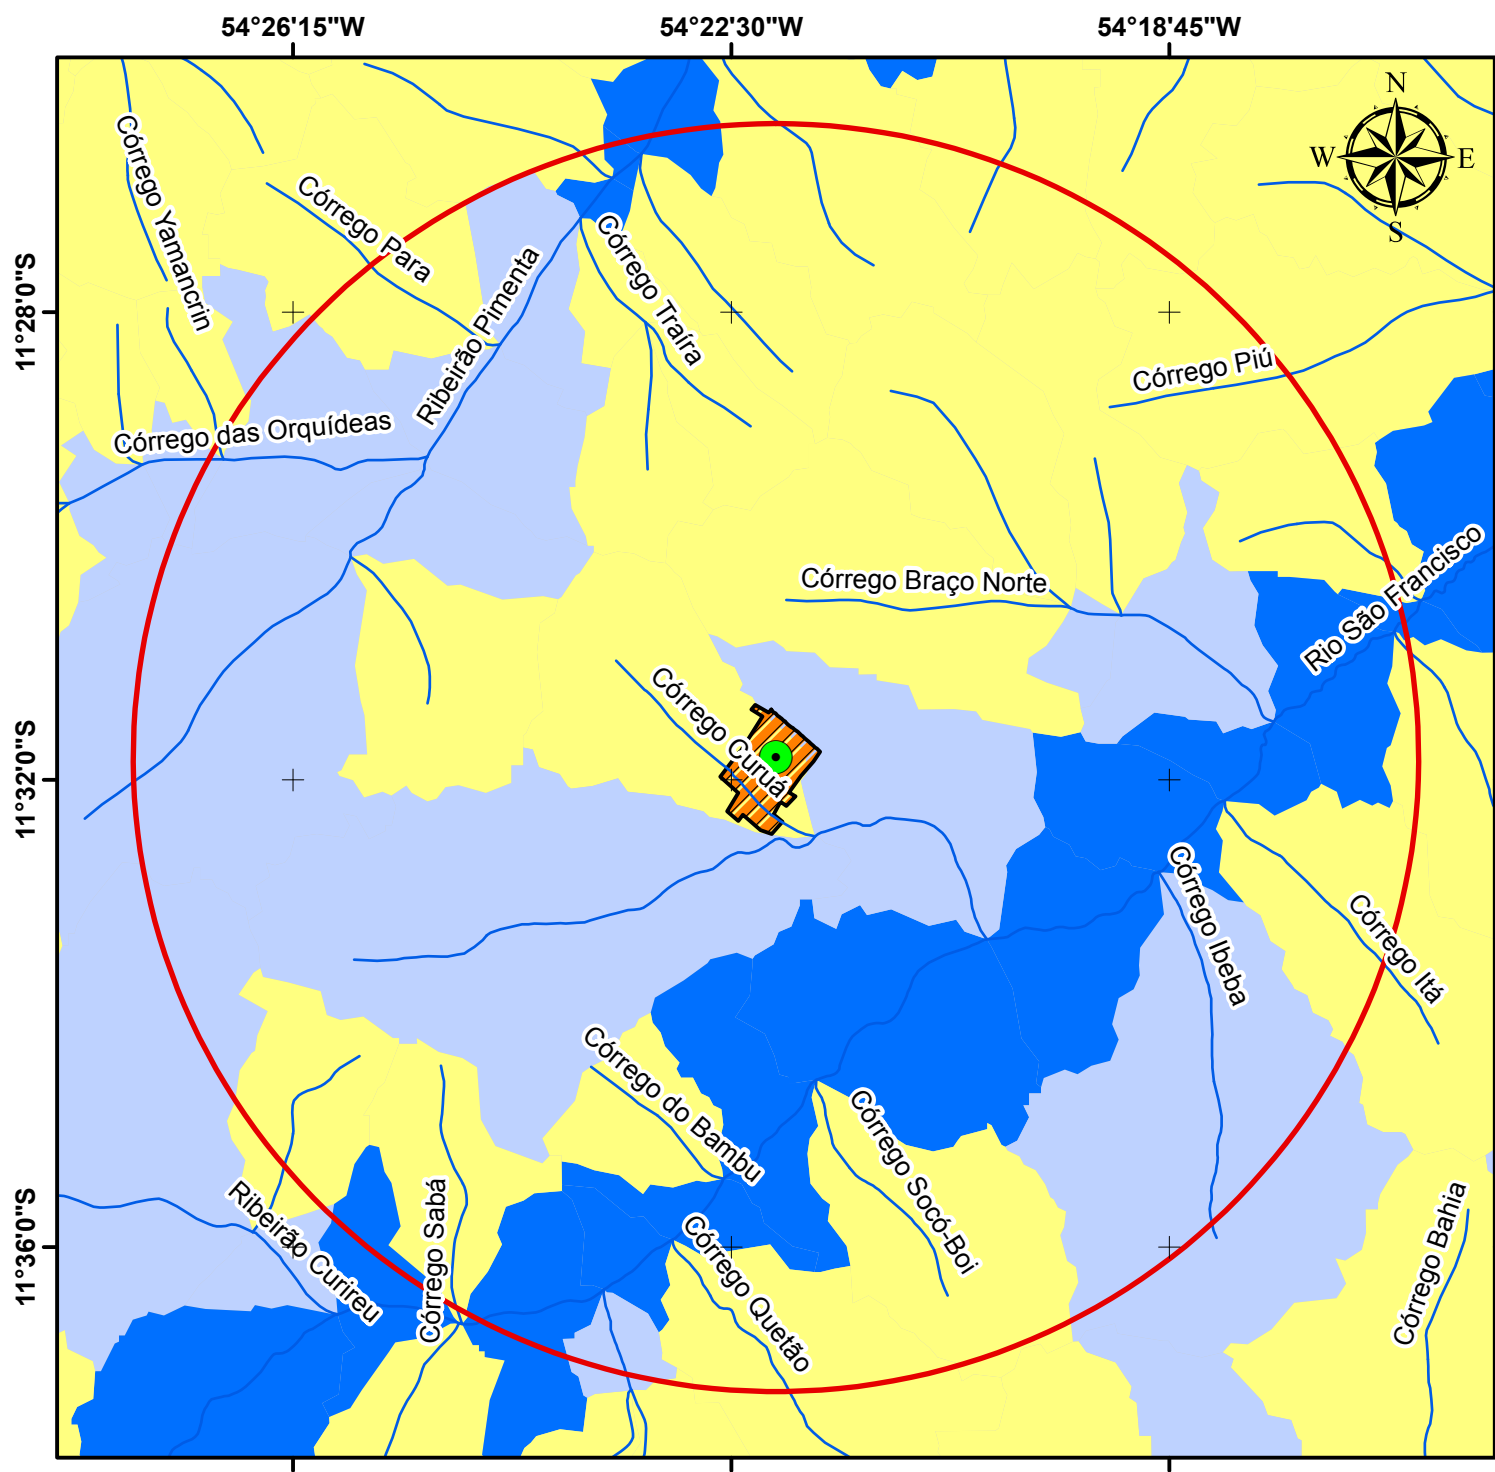 54°26'15"W
54°22'30"W
54°18'45"W
N
W
E
S
11°28'0"S
11°32'0"S
11°36'0"S
Córrego Yamancrin
Córrego Para
Córrego Traíra
Ribeirão Pimenta
Córrego Piú
Córrego das Orquídeas
Rio São Francisco
Córrego Braço Norte
Córrego Curuá
Córrego Ibeba
Córrego Itá
Córrego do Bambu
Córrego Socó-Boi
Ribeirão Curireu
Córrego Sabá
Córrego Quetão
Córrego Bahia